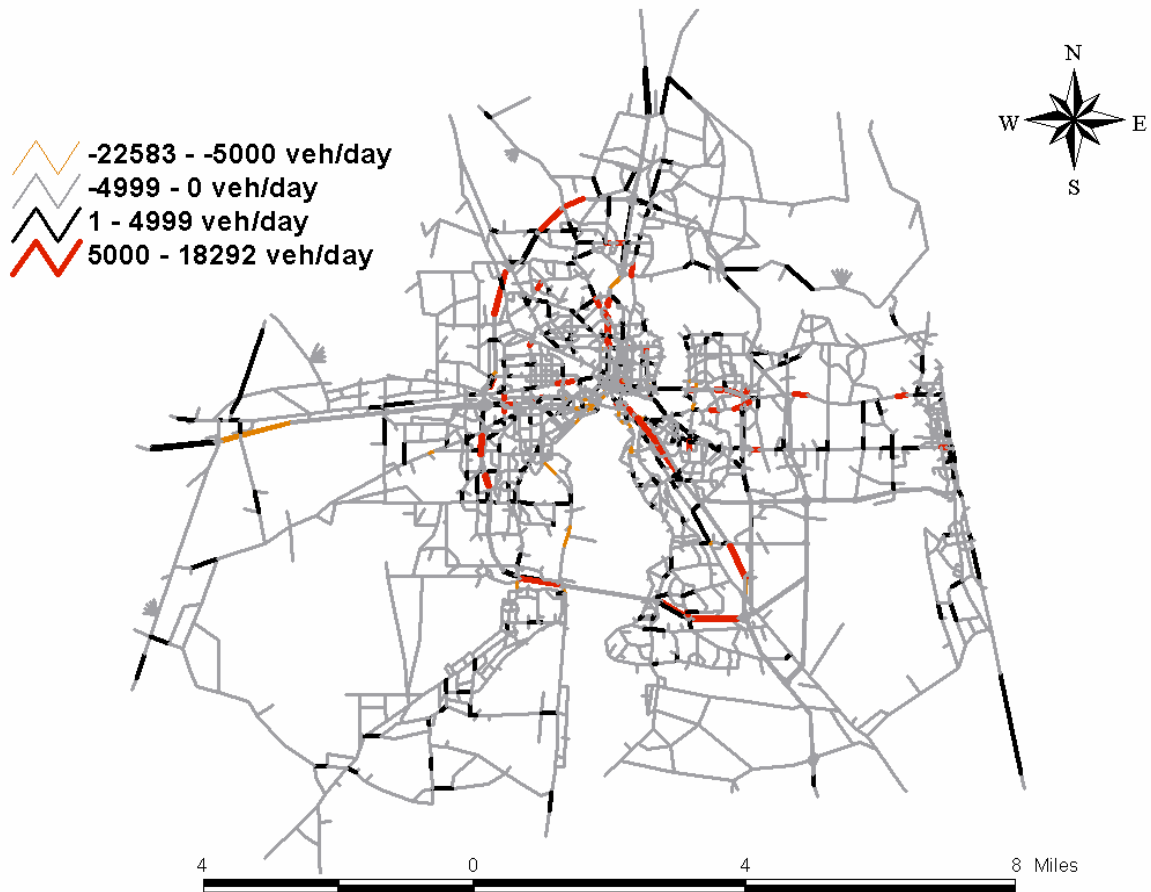 N
W E
S
-22583 - -5000 veh/day
-4999 - 0 veh/day
1 - 4999 veh/day
5000 - 18292 veh/day
4 0 4 8 Miles